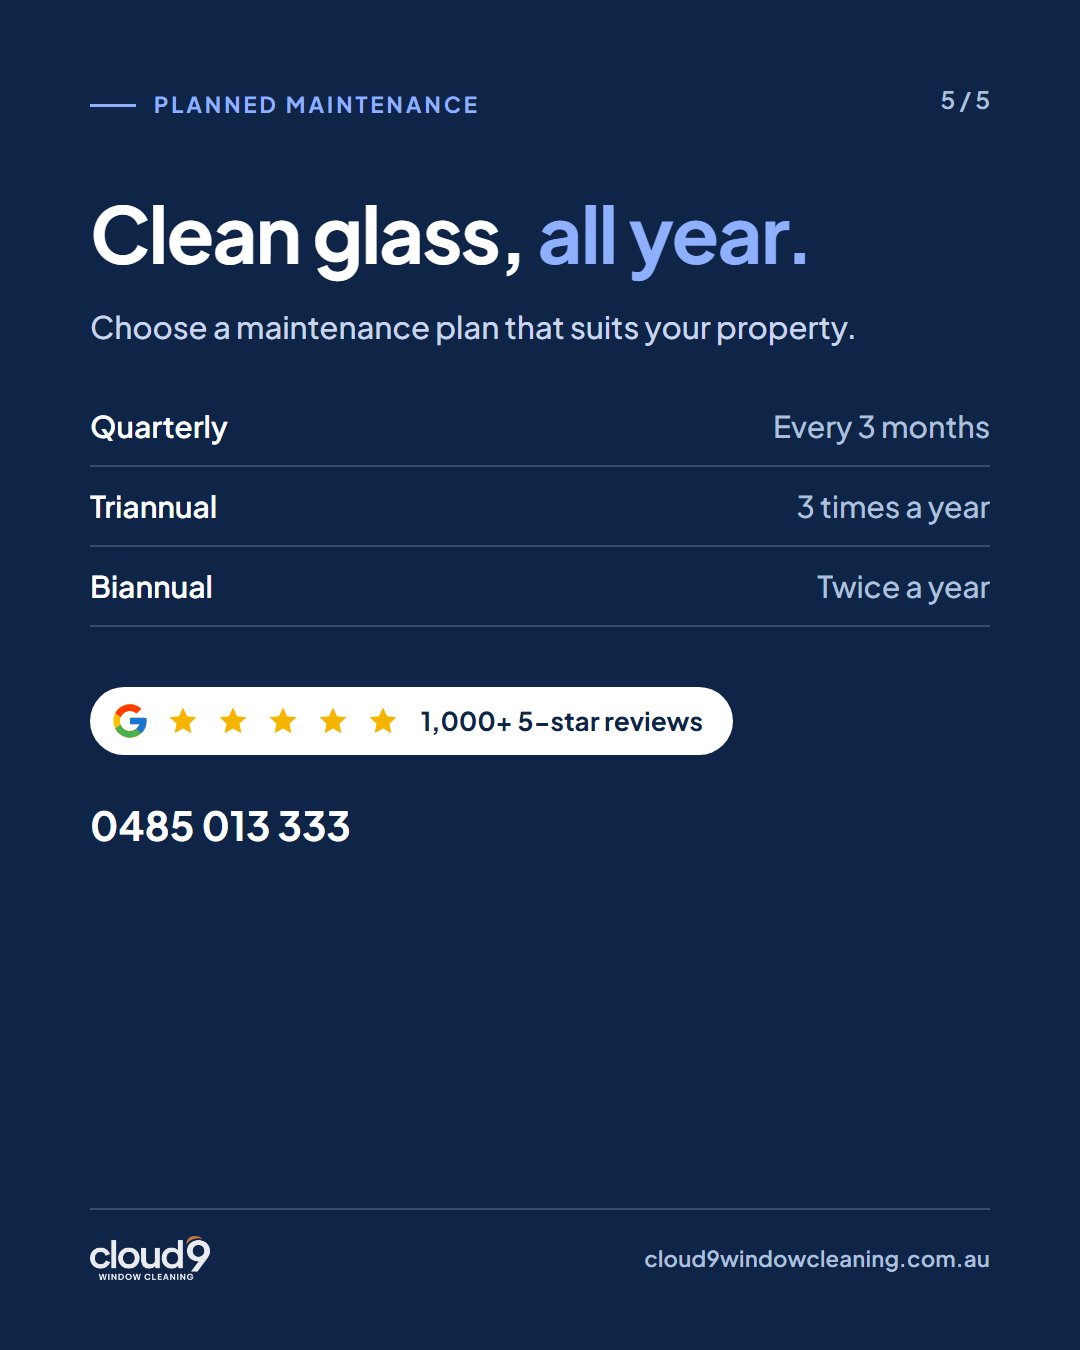 PLANNED MAINTENANCE
5 / 5
Clean glass, all year.
Choose a maintenance plan that suits your property.
Quarterly Every 3 months
Triannual 3 times a year
Biannual Twice a year
1,000+ 5–star reviews
0485 013 333
cloud9
WINDOW CLEANING
cloud9windowcleaning.com.au